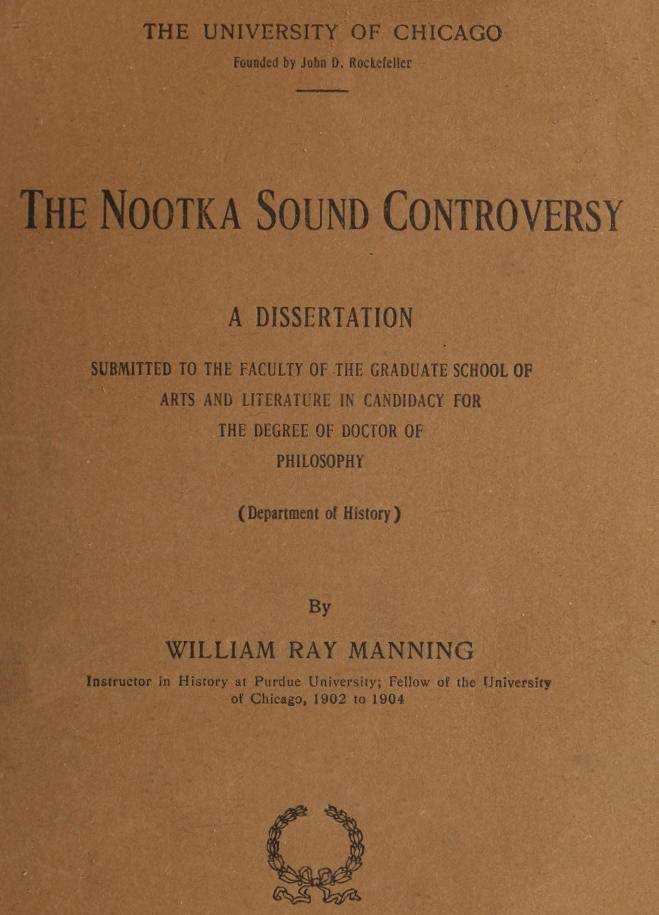 THE UNIVERSITY OF CHICAGO
Founded by John D. Rockefeller
THE NOOTKA SOUND CONTROVERSY
A DISSERTATION
SUBMITTED TO THE FACULTY OF THE GRADUATE SCHOOL OF
ARTS AND LITERATURE IN CANDIDACY FOR
THE DEGREE OF DOCTOR OF
PHILOSOPHY
(Department of History)
By
WILLIAM RAY MANNING
Instructor in History at Purdue University; Fellow of the University
of Chicago, 1902 to 1904